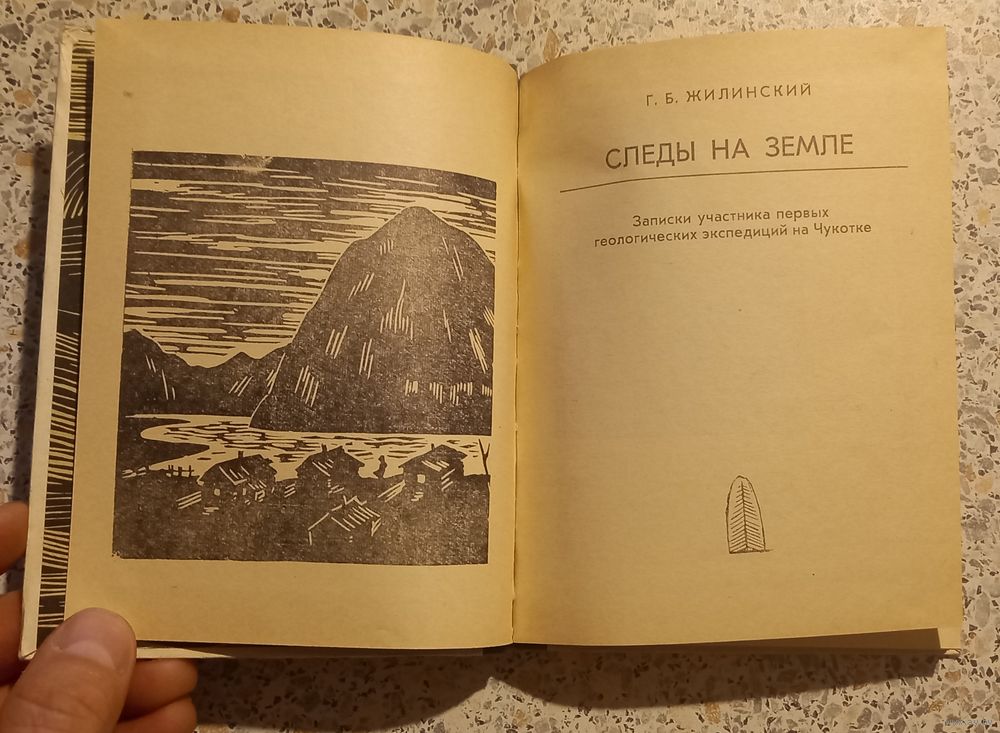 Г. Б. ЖИЛИНСКИЙ
СЛЕДЫ НА ЗЕМЛЕ
Записки участника первых
геологических экспедиций на Чукотке